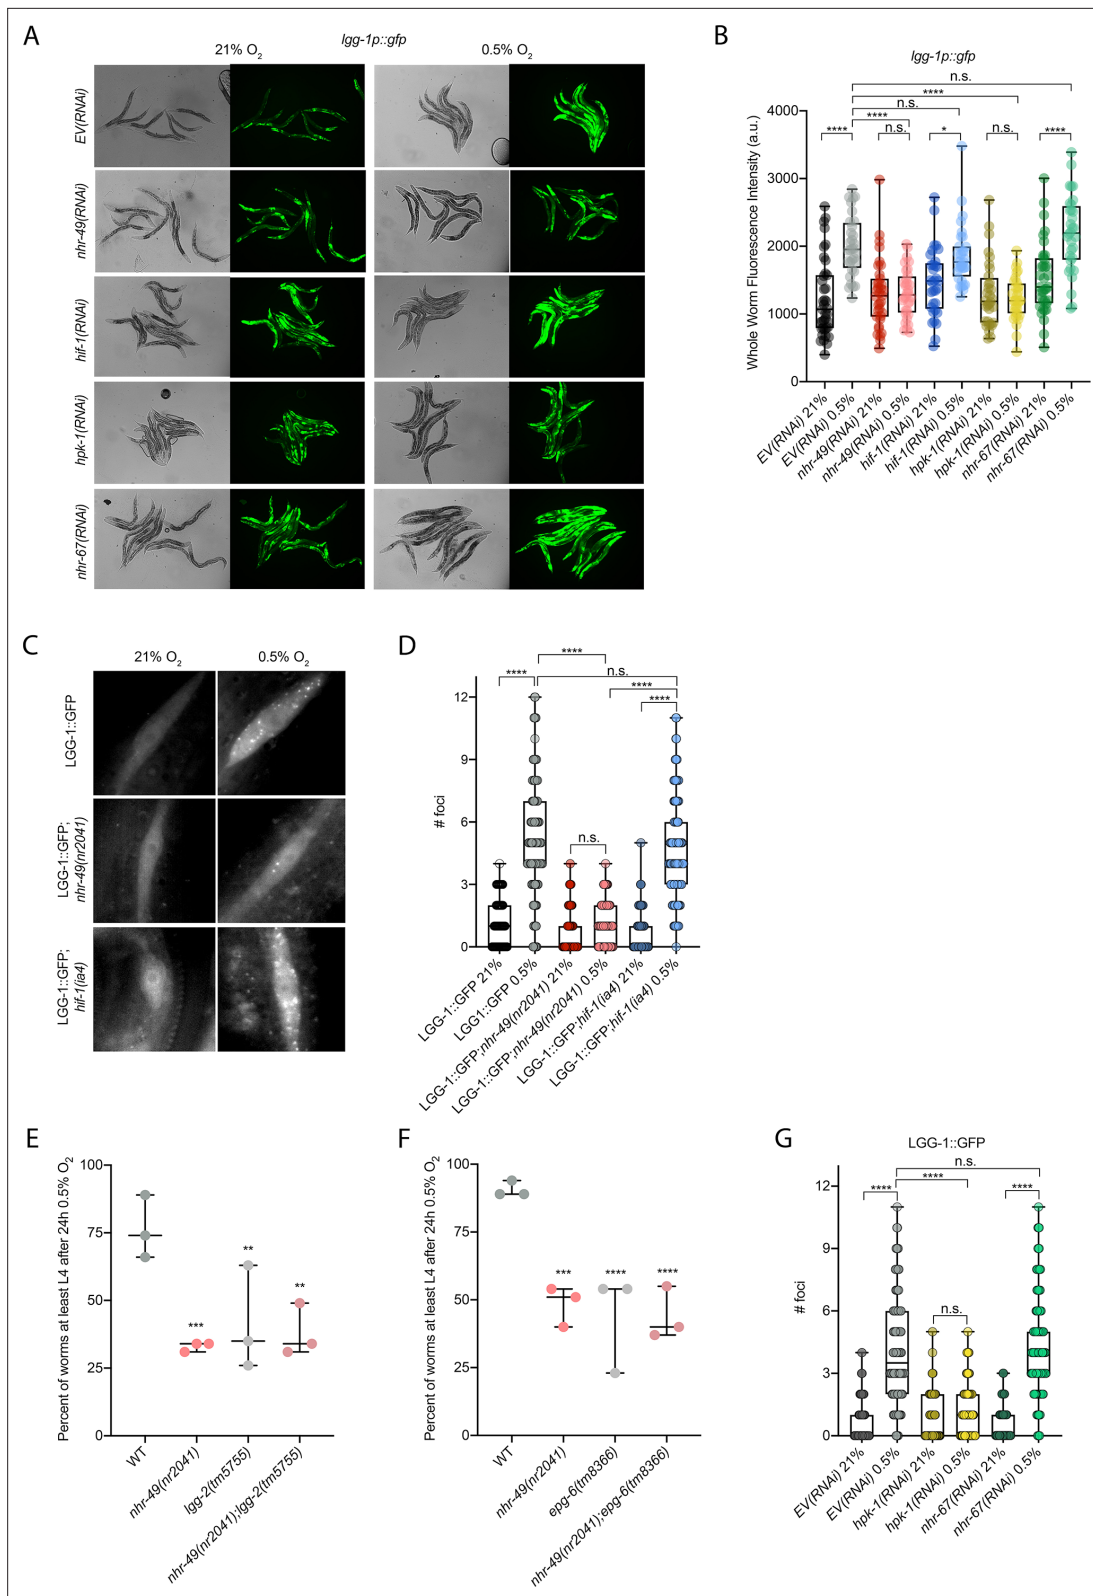 A
lgg-1p::gfp
21% O2
0.5% O2
EV(RNAi)
nhr-49(RNAi)
hif-1(RNAi)
hpk-1(RNAi)
nhr-67(RNAi)
B
lgg-1p::gfp
n.s.
****
n.s.
****
****
n.s.
*
n.s.
****
Whole Worm Fluorescence Intensity (a.u.)
4000
3000
2000
1000
0
EV(RNAi) 21%
EV(RNAi) 0.5%
nhr-49(RNAi) 21%
nhr-49(RNAi) 0.5%
hif-1(RNAi) 21%
hif-1(RNAi) 0.5%
hpk-1(RNAi) 21%
hpk-1(RNAi) 0.5%
nhr-67(RNAi) 21%
nhr-67(RNAi) 0.5%
C
21% O2
0.5% O2
LGG-1::GFP
LGG-1::GFP;
nhr-49(nr2041)
LGG-1::GFP;
hif-1(ia4)
D
****
n.s.
****
****
****
n.s.
# foci
12
9
6
3
0
LGG-1::GFP 21%
LGG1::GFP 0.5%
LGG-1::GFP;nhr-49(nr2041) 21%
LGG-1::GFP;nhr-49(nr2041) 0.5%
LGG-1::GFP;hif-1(ia4) 21%
LGG-1::GFP;hif-1(ia4) 0.5%
E
Percent of worms at least L4 after 24h 0.5% O2
100
75
50
25
0
***
**
**
WT
nhr-49(nr2041)
lgg-2(tm5755)
nhr-49(nr2041);lgg-2(tm5755)
F
Percent of worms at least L4 after 24h 0.5% O2
100
75
50
25
0
***
****
****
WT
nhr-49(nr2041)
epg-6(tm8366)
nhr-49(nr2041);epg-6(tm8366)
G
LGG-1::GFP
n.s.
****
****
****
n.s.
# foci
12
9
6
3
0
EV(RNAi) 21%
EV(RNAi) 0.5%
hpk-1(RNAi) 21%
hpk-1(RNAi) 0.5%
nhr-67(RNAi) 21%
nhr-67(RNAi) 0.5%